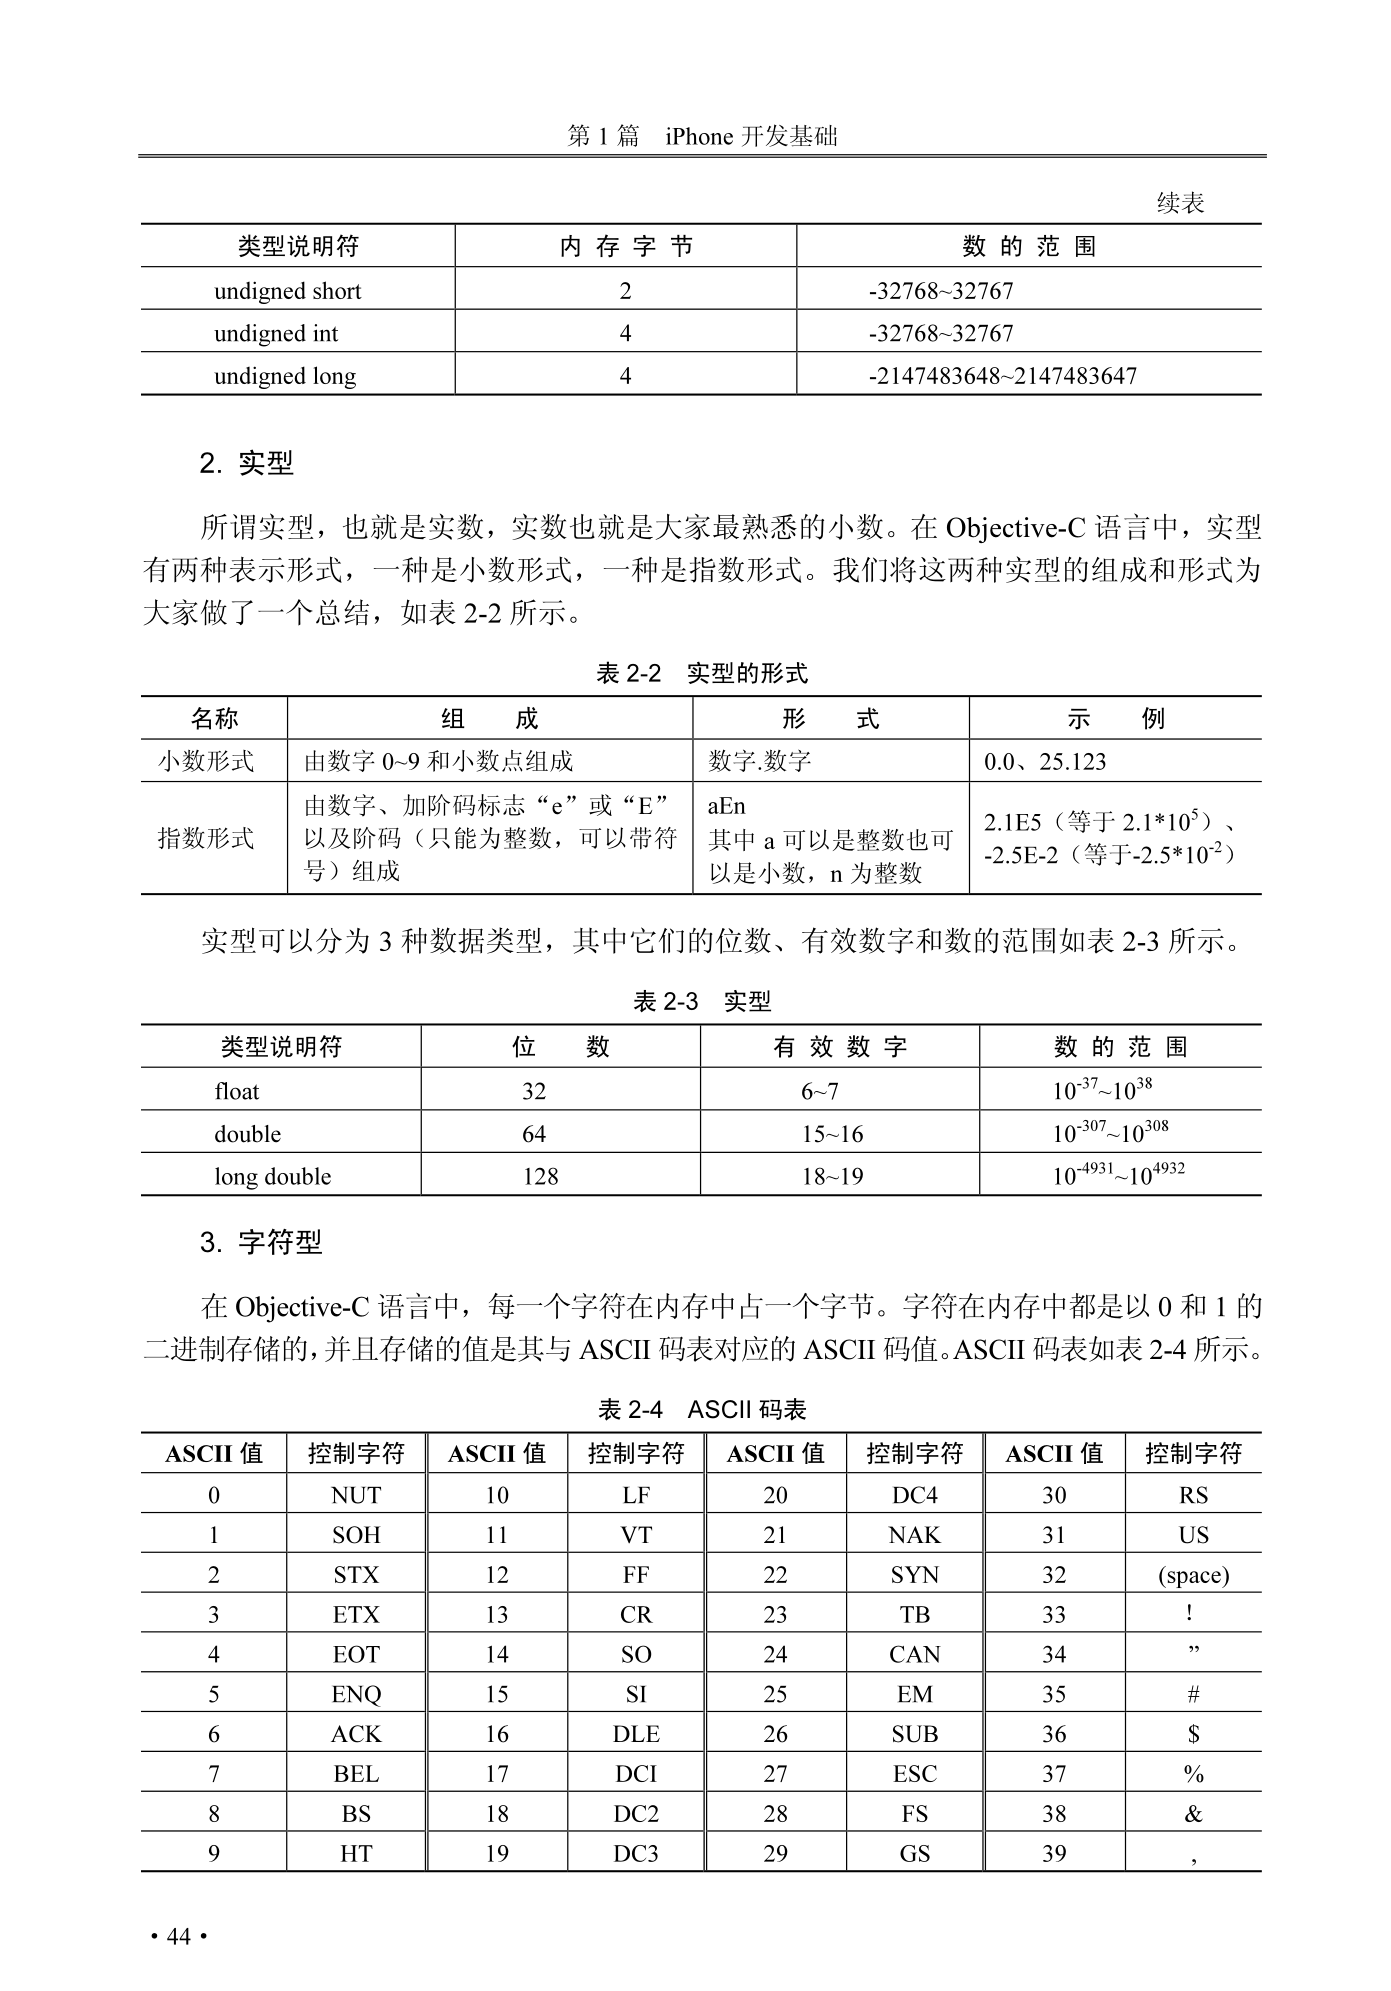 第 1 篇　iPhone 开发基础
续表
类型说明符 内 存 字 节 数 的 范 围
undigned short 2 -32768~32767
undigned int 4 -32768~32767
undigned long 4 -2147483648~2147483647
2. 实型
所谓实型，也就是实数，实数也就是大家最熟悉的小数。在 Objective-C 语言中，实型
有两种表示形式，一种是小数形式，一种是指数形式。我们将这两种实型的组成和形式为
大家做了一个总结，如表 2-2 所示。
表 2-2　实型的形式
名称 组　成 形　式 示　例
小数形式 由数字 0~9 和小数点组成 数字.数字 0.0、25.123
指数形式
由数字、加阶码标志“e”或“E”
以及阶码（只能为整数，可以带符
号）组成
aEn
其中 a 可以是整数也可
以是小数，n 为整数
2.1E5（等于 2.1*10⁵）、
-2.5E-2（等于-2.5*10⁻²）
实型可以分为 3 种数据类型，其中它们的位数、有效数字和数的范围如表 2-3 所示。
表 2-3　实型
类型说明符 位　数 有 效 数 字 数 的 范 围
float 32 6~7 10⁻³⁷~10³⁸
double 64 15~16 10⁻³⁰⁷~10³⁰⁸
long double 128 18~19 10⁻⁴⁹³¹~10⁴⁹³²
3. 字符型
在 Objective-C 语言中，每一个字符在内存中占一个字节。字符在内存中都是以 0 和 1 的
二进制存储的，并且存储的值是其与 ASCII 码表对应的 ASCII 码值。ASCII 码表如表 2-4 所示。
表 2-4　ASCII 码表
ASCII 值 控制字符 ASCII 值 控制字符 ASCII 值 控制字符 ASCII 值 控制字符
0 NUT 10 LF 20 DC4 30 RS
1 SOH 11 VT 21 NAK 31 US
2 STX 12 FF 22 SYN 32 (space)
3 ETX 13 CR 23 TB 33 !
4 EOT 14 SO 24 CAN 34 ”
5 ENQ 15 SI 25 EM 35 #
6 ACK 16 DLE 26 SUB 36 $
7 BEL 17 DCI 27 ESC 37 %
8 BS 18 DC2 28 FS 38 &
9 HT 19 DC3 29 GS 39 ,
• 44 •